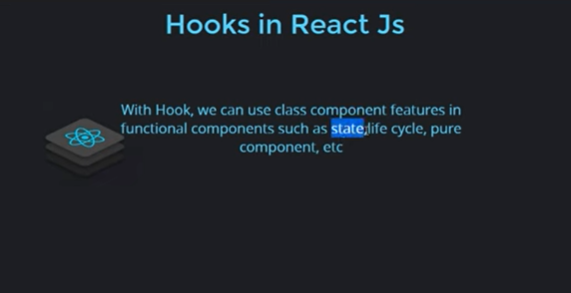 Hooks in React Js
With Hook, we can use class component features in
functional components such as state,life cycle, pure
component, etc